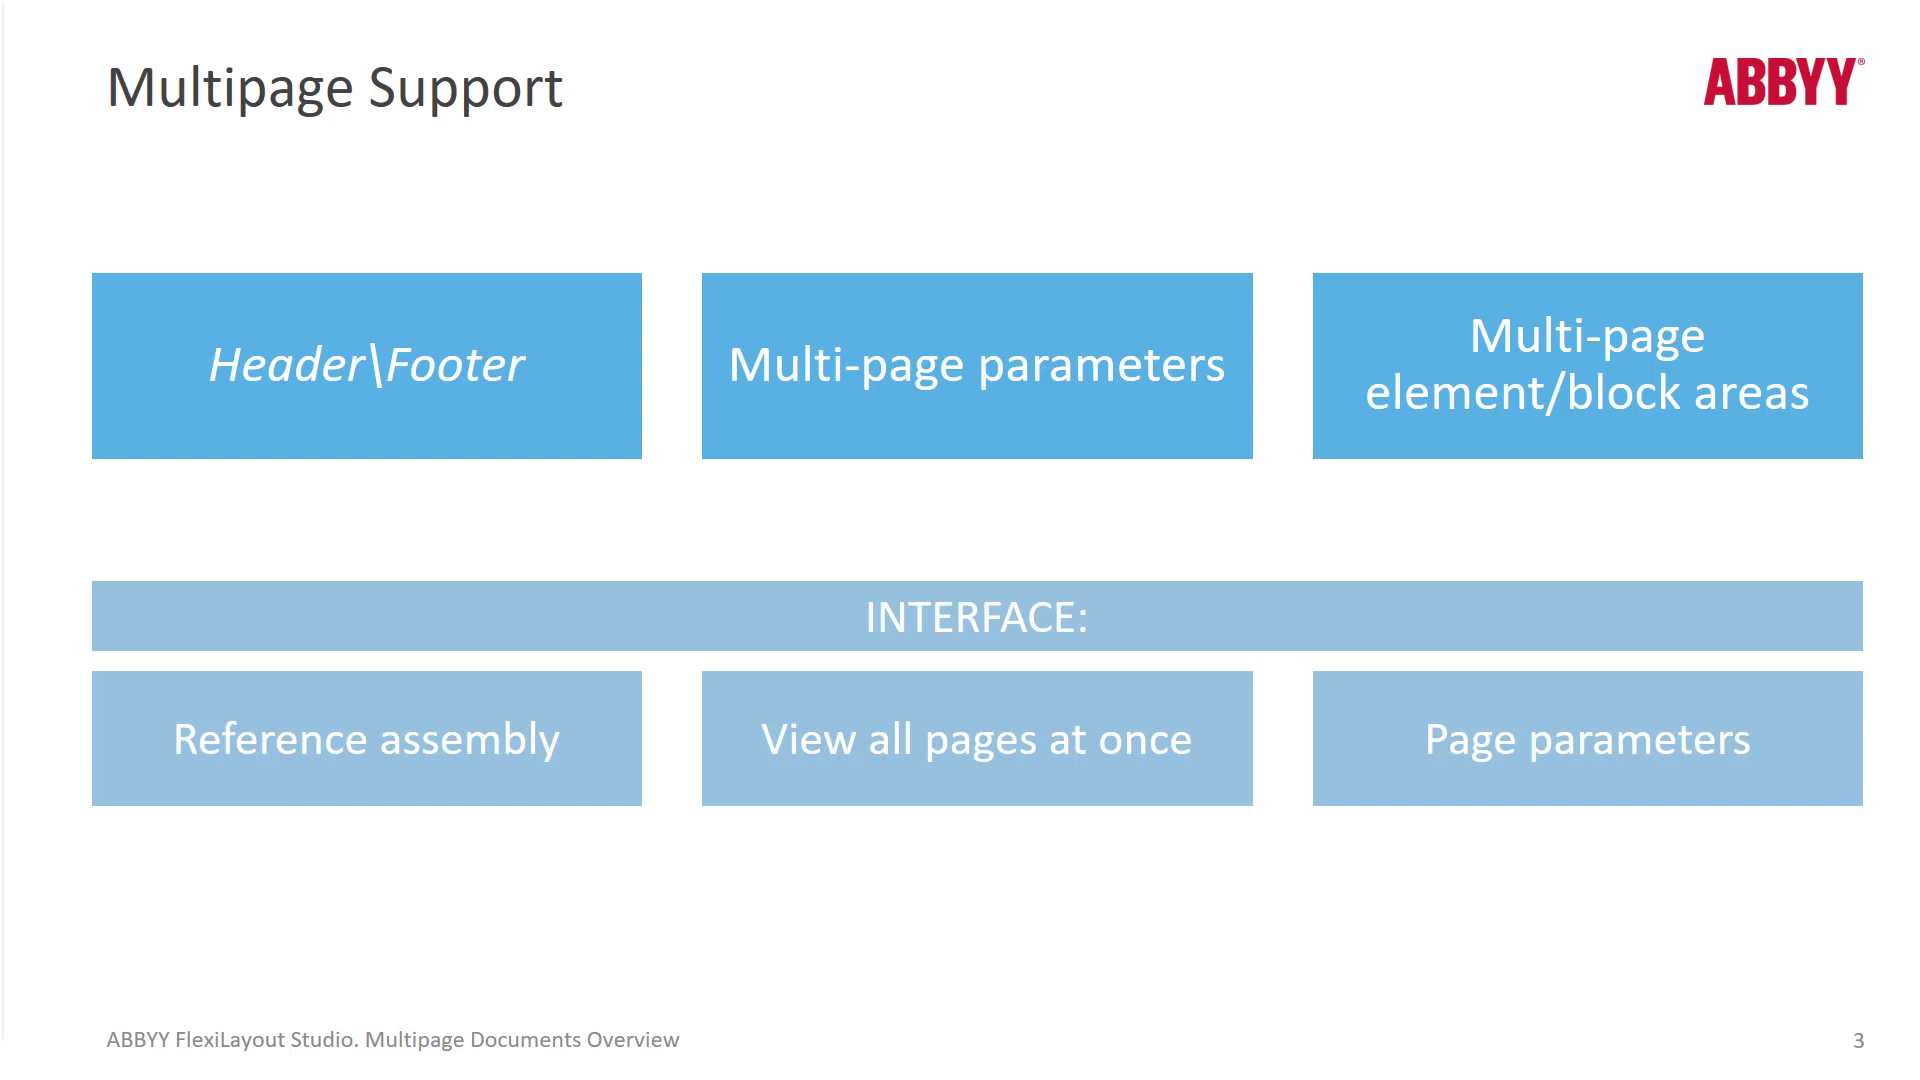 Multipage Support
ABBYY®
Header\Footer
Multi-page parameters
Multi-page
element/block areas
INTERFACE:
Reference assembly
View all pages at once
Page parameters
ABBYY FlexiLayout Studio. Multipage Documents Overview
3